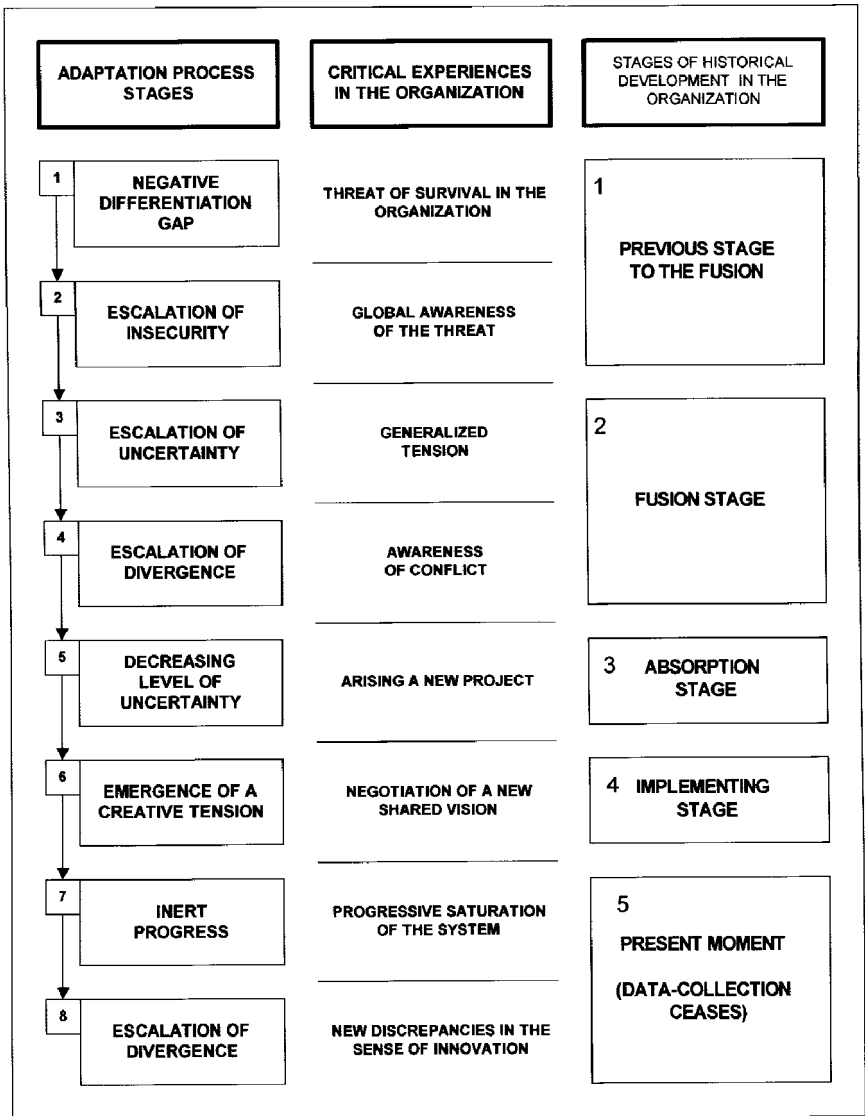 ADAPTATION PROCESS
STAGES
CRITICAL EXPERIENCES
IN THE ORGANIZATION
STAGES OF HISTORICAL
DEVELOPMENT IN THE
ORGANIZATION
1
NEGATIVE
DIFFERENTIATION
GAP
THREAT OF SURVIVAL IN THE
ORGANIZATION
1
PREVIOUS STAGE
TO THE FUSION
2
ESCALATION OF
INSECURITY
GLOBAL AWARENESS
OF THE THREAT
3
ESCALATION OF
UNCERTAINTY
GENERALIZED
TENSION
2
FUSION STAGE
4
ESCALATION OF
DIVERGENCE
AWARENESS
OF CONFLICT
5
DECREASING
LEVEL OF
UNCERTAINTY
ARISING A NEW PROJECT
3 ABSORPTION
STAGE
6
EMERGENCE OF A
CREATIVE TENSION
NEGOTIATION OF A NEW
SHARED VISION
4 IMPLEMENTING
STAGE
7
INERT
PROGRESS
PROGRESSIVE SATURATION
OF THE SYSTEM
5
PRESENT MOMENT
(DATA-COLLECTION
CEASES)
8
ESCALATION OF
DIVERGENCE
NEW DISCREPANCIES IN THE
SENSE OF INNOVATION